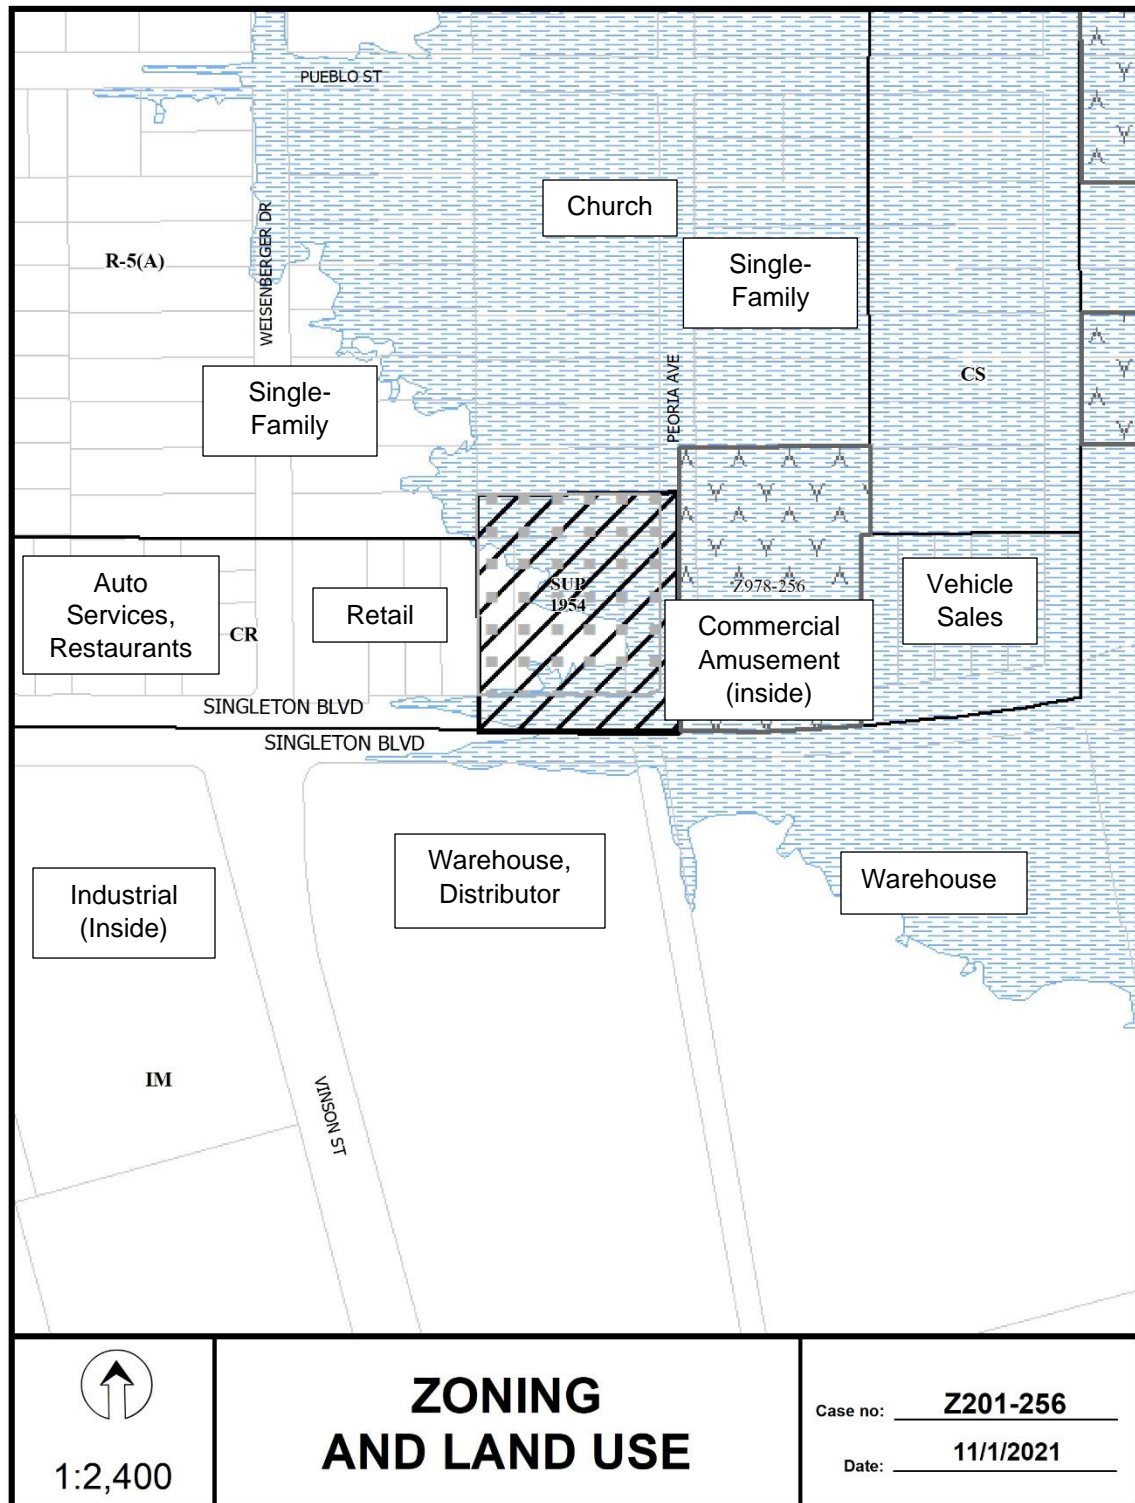 PUEBLO ST
Church
WEISENBERGER DR
R-5(A)
Single-
Family
PEORIA AVE
CS
Single-
Family
SUP
1954
Z978-256
Auto
Services,
Restaurants
CR
Retail
Commercial
Amusement
(inside)
Vehicle
Sales
SINGLETON BLVD
SINGLETON BLVD
Warehouse,
Distributor
Warehouse
Industrial
(Inside)
IM
VINSON ST
1:2,400
ZONING
AND LAND USE
Case no: Z201-256
Date: 11/1/2021